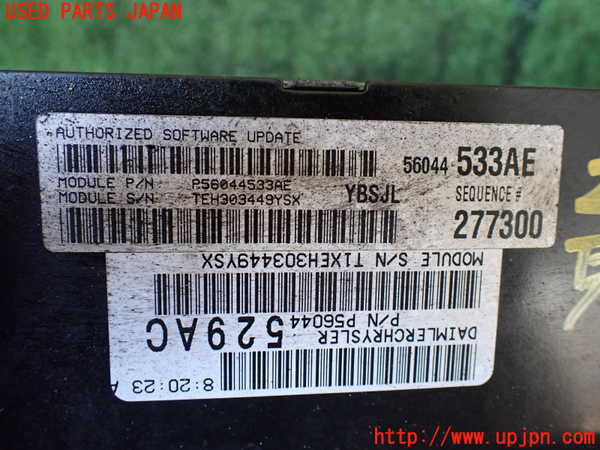 USED PARTS JAPAN
AUTHORIZED SOFTWARE UPDATE
56044 533AE
MODULE P/N P56044533AE
MODULE S/N TEH303449YSX
YBSJL
SEQUENCE #
277300
MODULE S/N T1XEH303449YSX
DAIMLERCHRYSLER
P/N P56044
529AC
8:20:23
http://www.upjpn.com/